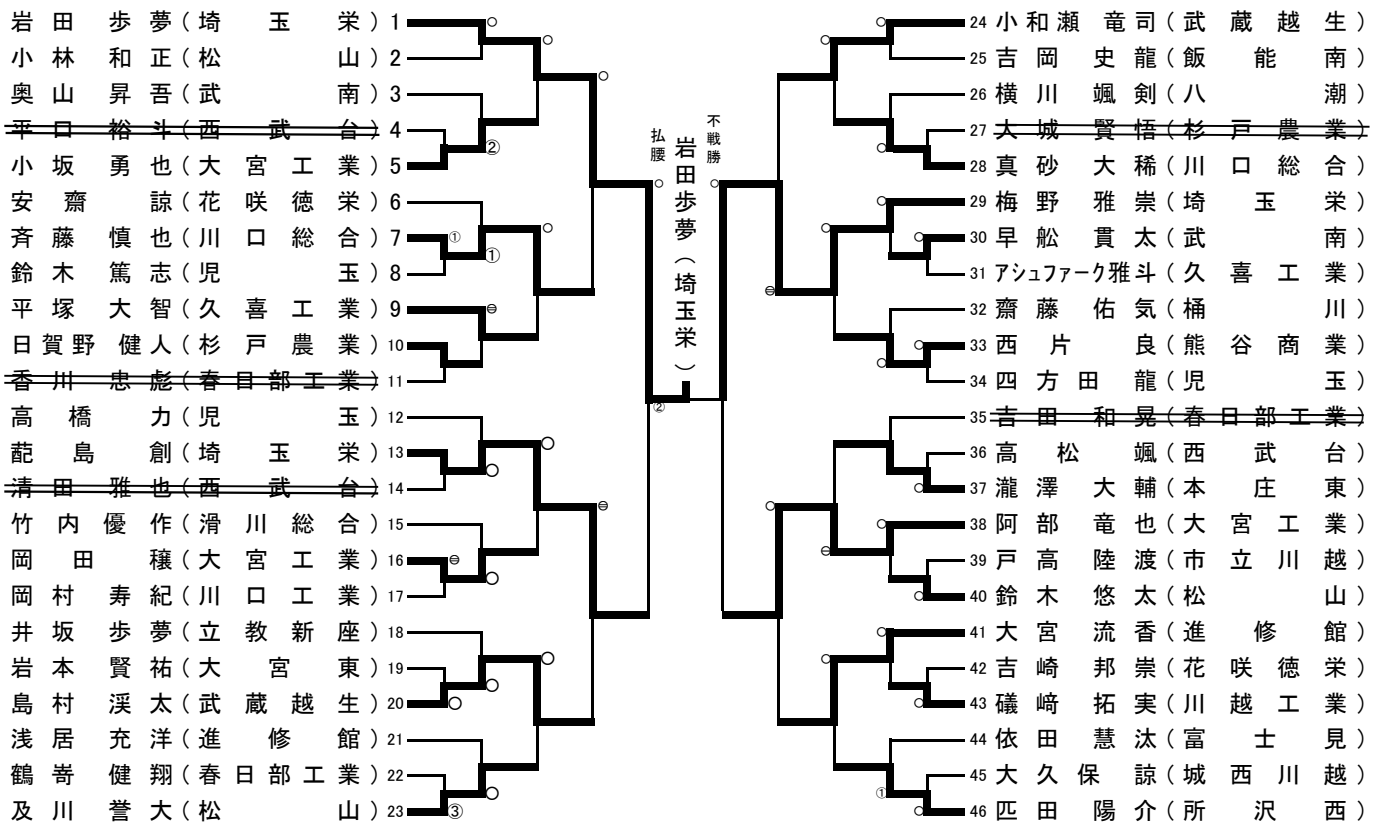 岩田 歩夢(埼玉栄) 1
小林 和正(松山) 2
奥山 昇吾(武南) 3
平口 裕斗(西武台) 4
小坂 勇也(大宮工業) 5
安齋 諒(花咲徳栄) 6
斉藤 慎也(川口総合) 7
鈴木 篤志(児玉) 8
平塚 大智(久喜工業) 9
日賀野 健人(杉戸農業) 10
香川 忠彪(春日部工業) 11
高橋 力(児玉) 12
蓜島 創(埼玉栄) 13
清田 雅也(西武台) 14
竹内 優作(滑川総合) 15
岡田 穣(大宮工業) 16
岡村 寿紀(川口工業) 17
井坂 歩夢(立教新座) 18
岩本 賢祐(大宮東) 19
島村 渓太(武蔵越生) 20
浅居 充洋(進修館) 21
鶴嵜 健翔(春日部工業) 22
及川 誉大(松山) 23
②
①
①
③
払腰
岩田歩夢(埼玉栄)
不戦勝
②
24 小和瀬 竜司(武蔵越生)
25 吉岡 史龍(飯能南)
26 横川 颯剣(八潮)
27 大城 賢悟(杉戸農業)
28 真砂 大稀(川口総合)
29 梅野 雅崇(埼玉栄)
30 早舩 貫太(武南)
31 アシュファーク雅斗(久喜工業)
32 齋藤 佑気(桶川)
33 西片 良(熊谷商業)
34 四方田 龍(児玉)
35 吉田 和晃(春日部工業)
36 高松 颯(西武台)
37 瀧澤 大輔(本庄東)
38 阿部 竜也(大宮工業)
39 戸高 陸渡(市立川越)
40 鈴木 悠太(松山)
41 大宮 流香(進修館)
42 吉崎 邦崇(花咲徳栄)
43 礒﨑 拓実(川越工業)
44 依田 慧汰(富士見)
45 大久保 諒(城西川越)
46 匹田 陽介(所沢西)
①